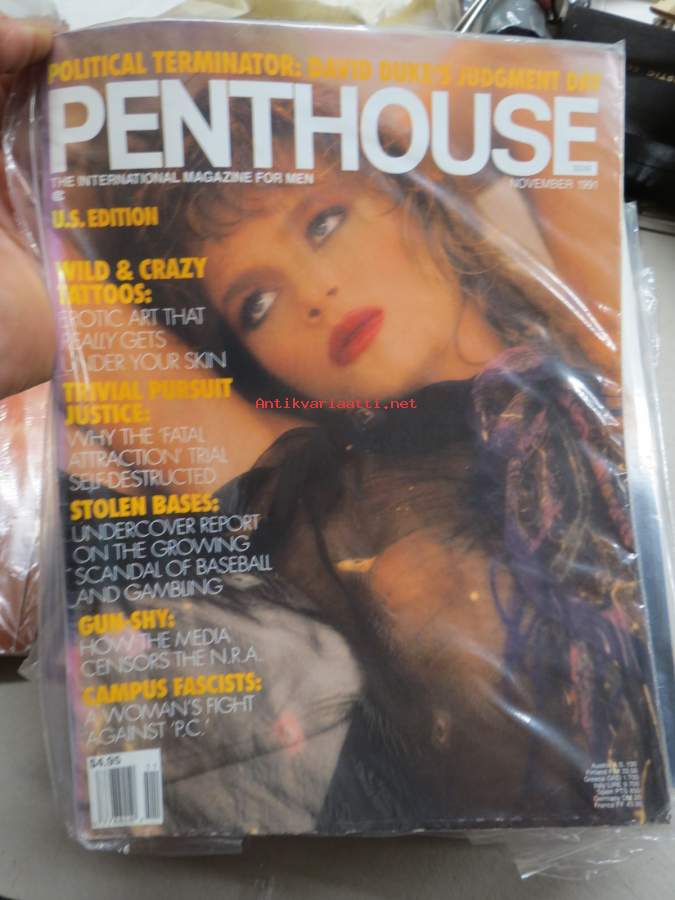 POLITICAL TERMINATOR: DAVID DUKE'S JUDGMENT DAY
PENTHOUSE
THE INTERNATIONAL MAGAZINE FOR MEN
NOVEMBER 1991
U.S. EDITION
WILD & CRAZY
TATTOOS:
EROTIC ART THAT
REALLY GETS
UNDER YOUR SKIN
TRIVIAL PURSUIT
JUSTICE:
WHY THE 'FATAL
ATTRACTION' TRIAL
SELF-DESTRUCTED
STOLEN BASES:
UNDERCOVER REPORT
ON THE GROWING
SCANDAL OF BASEBALL
AND GAMBLING
GUN-SHY:
HOW THE MEDIA
CENSORS THE N.R.A.
CAMPUS FASCISTS:
A WOMAN'S FIGHT
AGAINST 'P.C.'
$4.95
Antikvariaatti.net